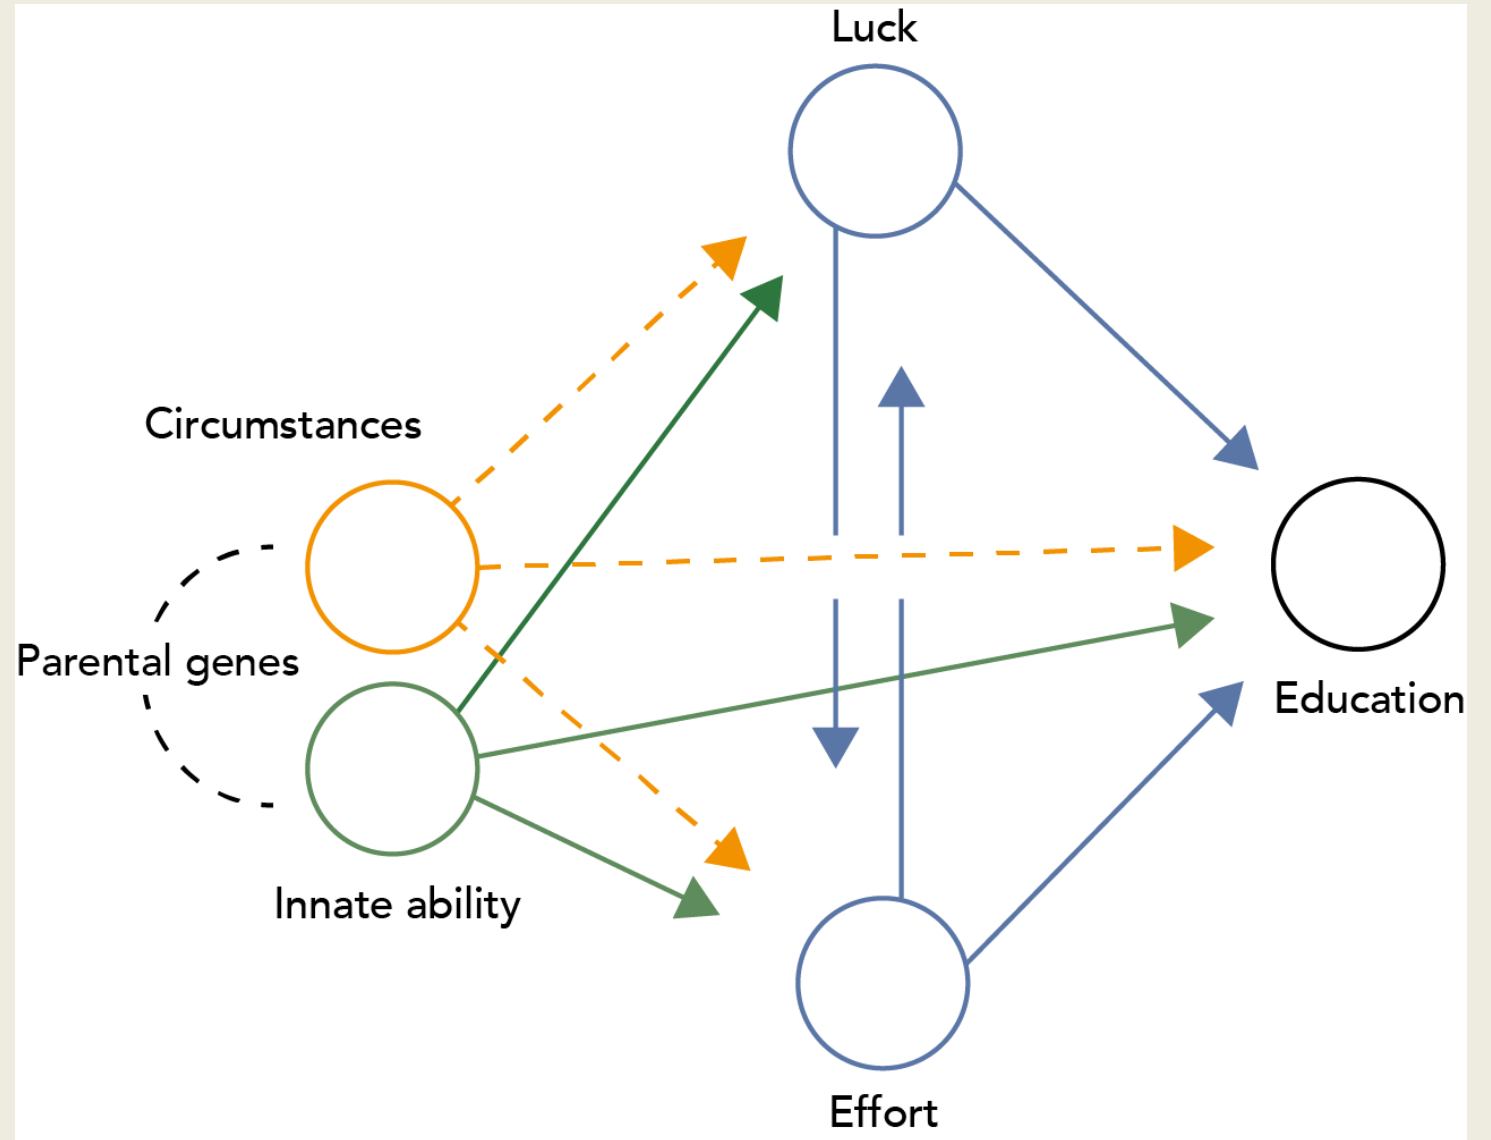 Luck
Circumstances
Parental genes
Education
Innate ability
Effort